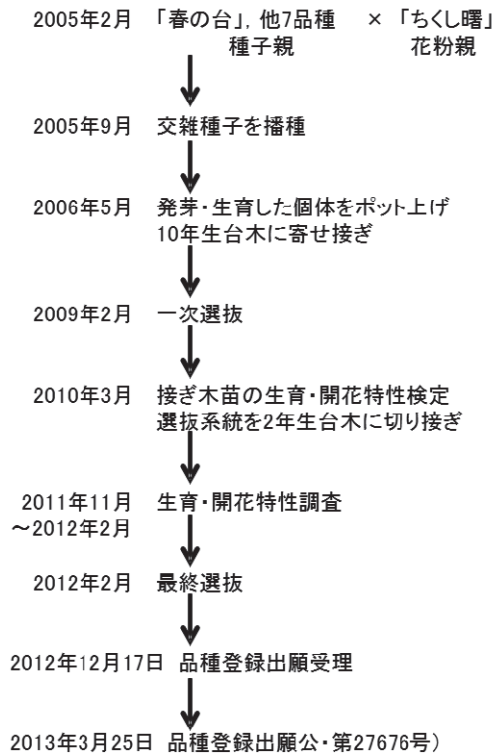 2005年2月 「春の台」, 他7品種 × 「ちくし曙」
種子親 花粉親
2005年9月 交雑種子を播種
2006年5月 発芽・生育した個体をポット上げ
10年生台木に寄せ接ぎ
2009年2月 一次選抜
2010年3月 接ぎ木苗の生育・開花特性検定
選抜系統を2年生台木に切り接ぎ
2011年11月 生育・開花特性調査
～2012年2月
2012年2月 最終選抜
2012年12月17日 品種登録出願受理
2013年3月25日 品種登録出願公・第27676号）